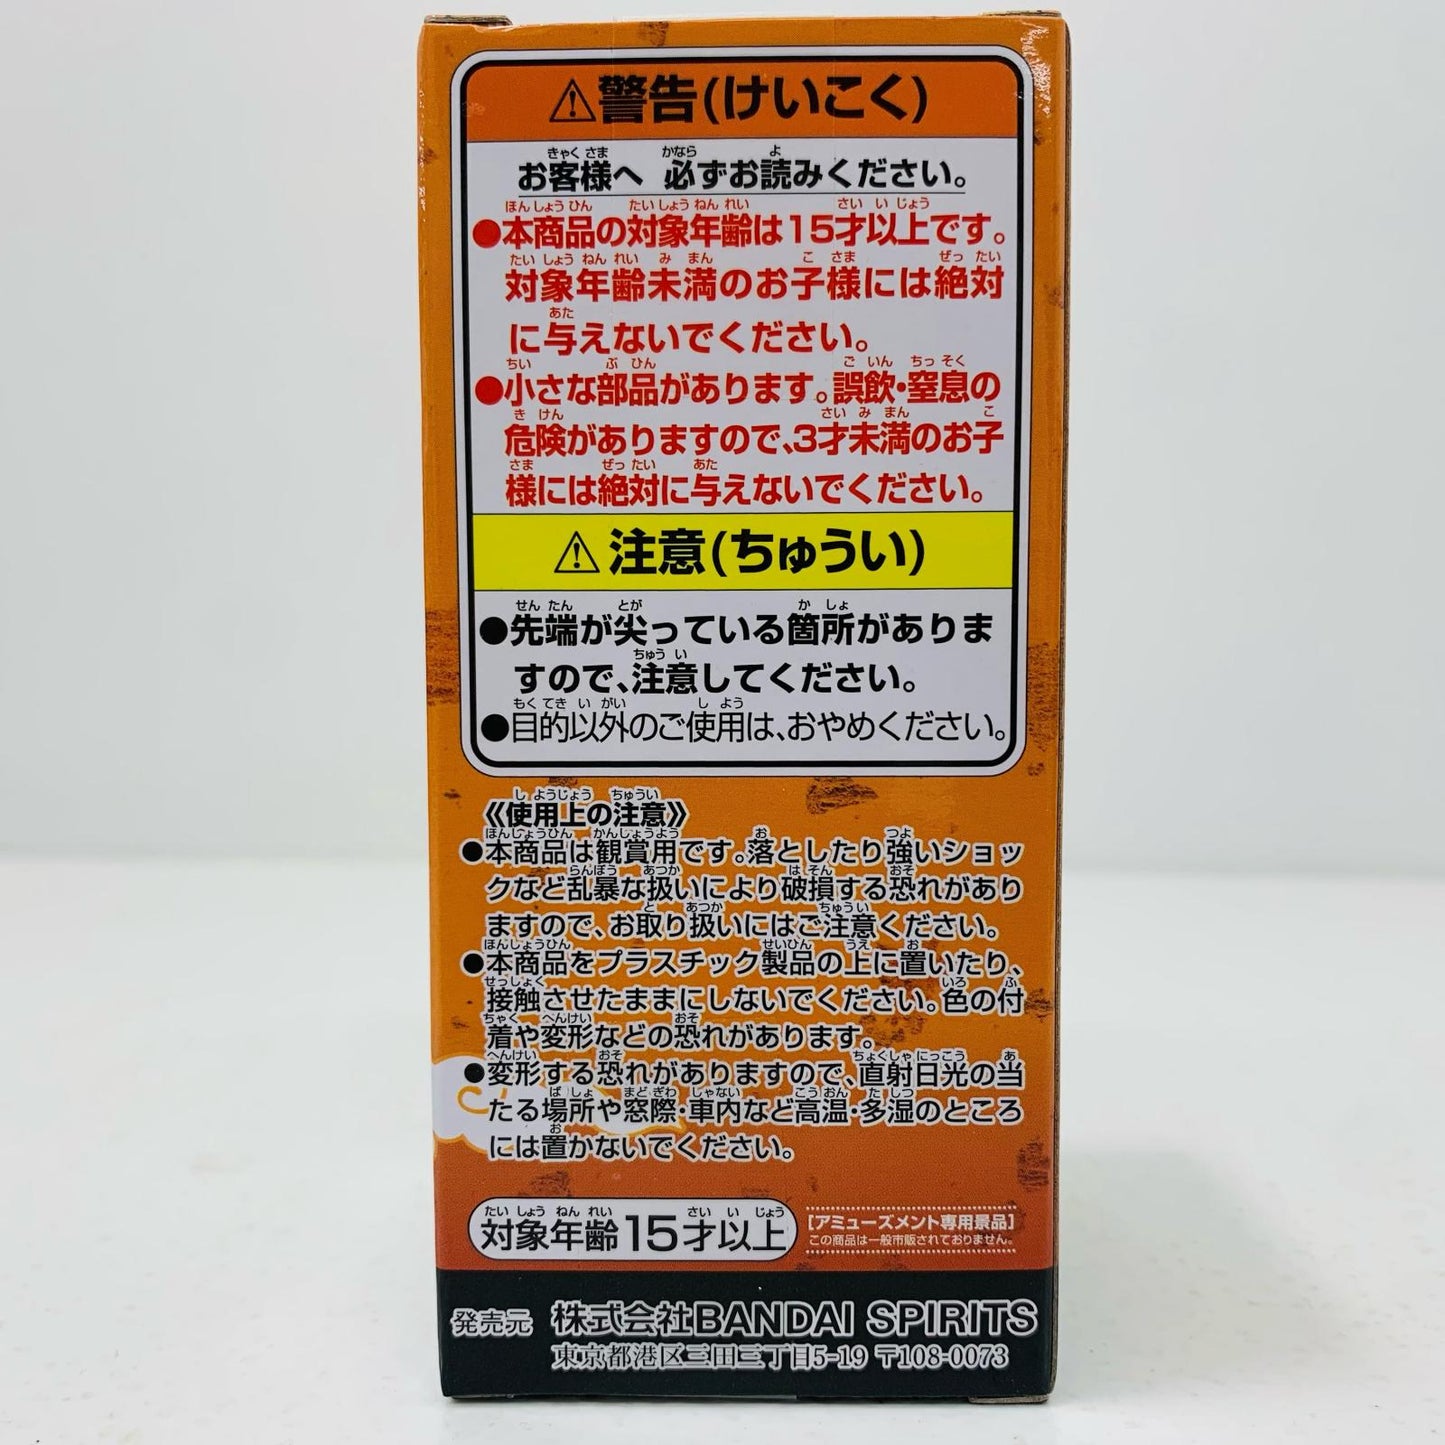 ⚠警告(けいこく)
お客様へ 必ずお読みください。
●本商品の対象年齢は15才以上です。
対象年齢未満のお子様には絶対
に与えないでください。
●小さな部品があります。誤飲・窒息の
危険がありますので、3才未満のお子
様には絶対に与えないでください。
⚠注意(ちゅうい)
●先端が尖っている箇所がありま
すので、注意してください。
●目的以外のご使用は、おやめください。
《使用上の注意》
●本商品は観賞用です。落としたり強いショッ
クなど乱暴な扱いにより破損する恐れがあり
ますので、お取り扱いにはご注意ください。
●本商品をプラスチック製品の上に置いたり、
接触させたままにしないでください。色の付
着や変形などの恐れがあります。
●変形する恐れがありますので、直射日光の当
たる場所や窓際・車内など高温・多湿のところ
には置かないでください。
対象年齢15才以上
[アミューズメント専用景品]
この商品は一般市販されておりません。
発売元 株式会社BANDAI SPIRITS
東京都港区三田三丁目5-19 〒108-0073